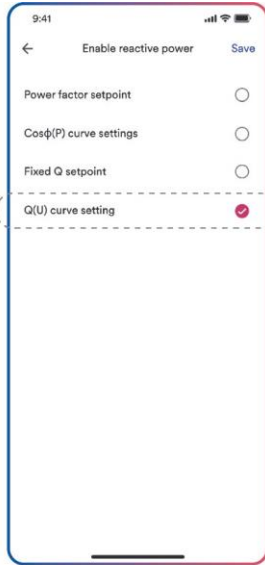 9:41
Enable reactive power Save
Power factor setpoint
Cosϕ(P) curve settings
Fixed Q setpoint
Q(U) curve setting